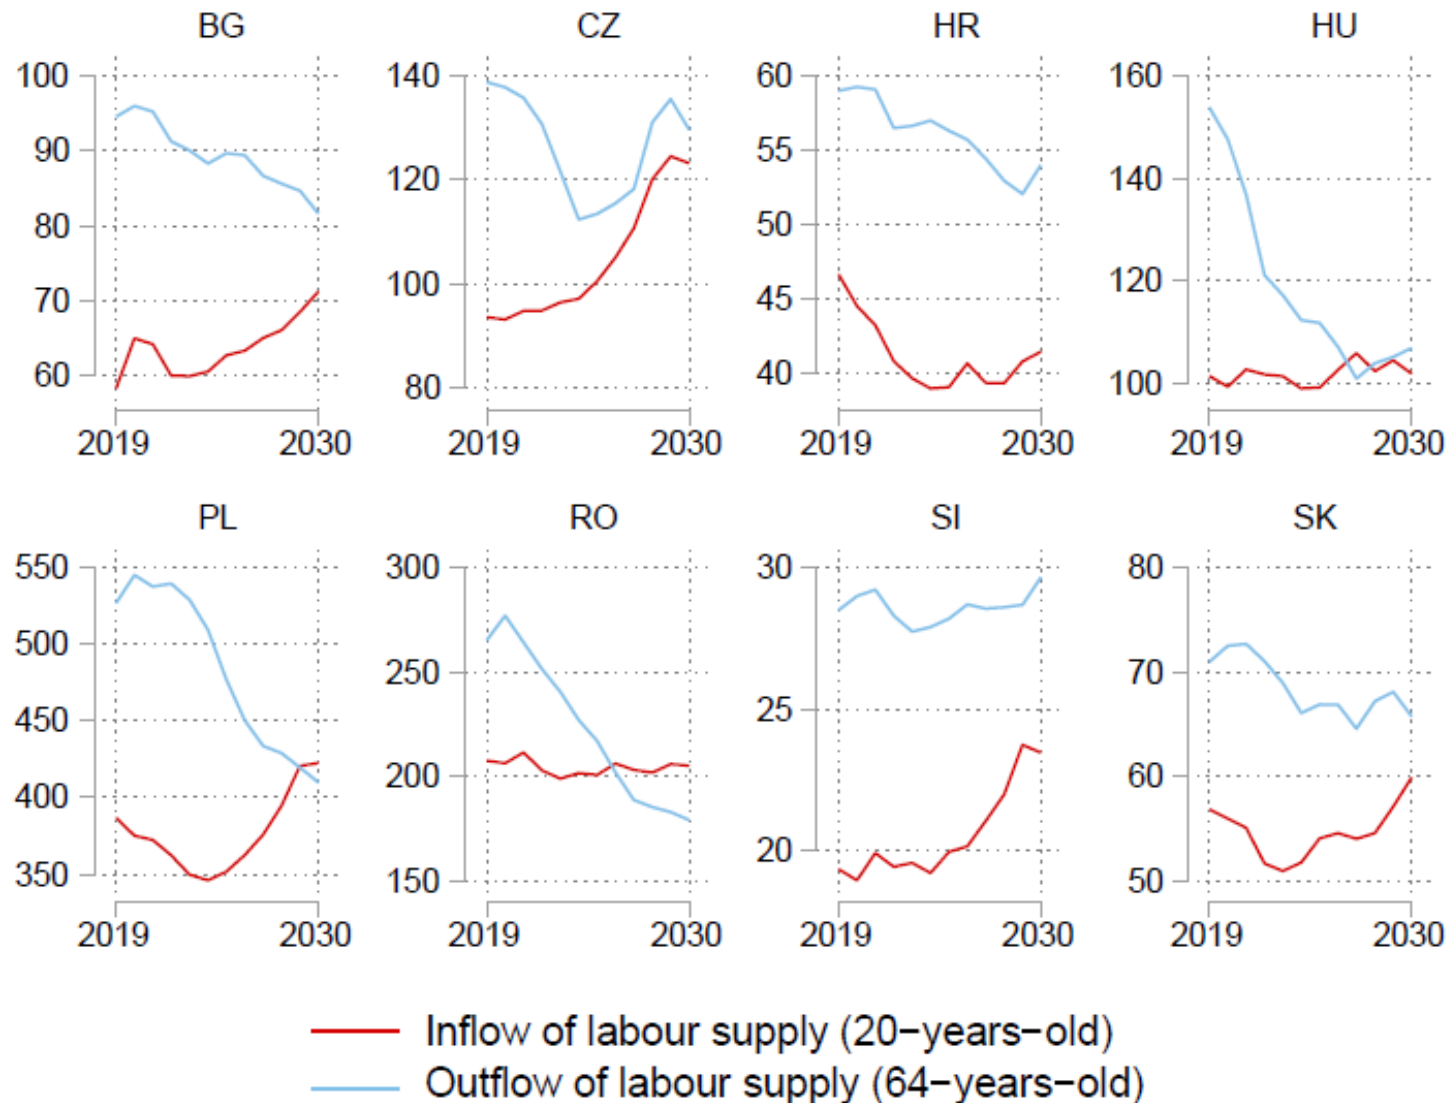 BG CZ HR HU
100 140 60 160
90 120 55 140
80 100 50 120
70 80 45 100
60 40
2019 2030 2019 2030 2019 2030 2019 2030
PL RO SI SK
550 300 30 80
500 250 25 70
450 200 20 60
400 150 50
350
2019 2030 2019 2030 2019 2030 2019 2030
Inflow of labour supply (20-years-old)
Outflow of labour supply (64-years-old)